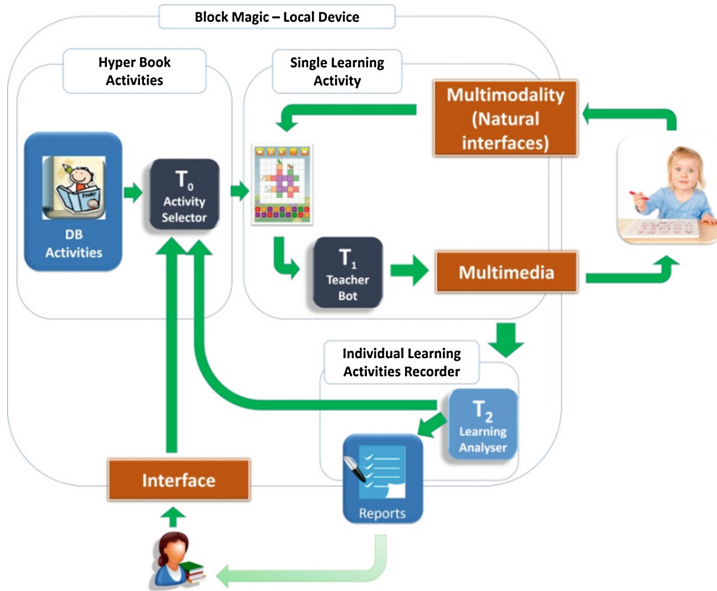 Block Magic – Local Device
Hyper Book
Activities
Single Learning
Activity
Multimodality
(Natural
interfaces)
T0
Activity
Selector
DB
Activities
T1
Teacher
Bot
Multimedia
Individual Learning
Activities Recorder
T2
Learning
Analyser
Interface
Reports